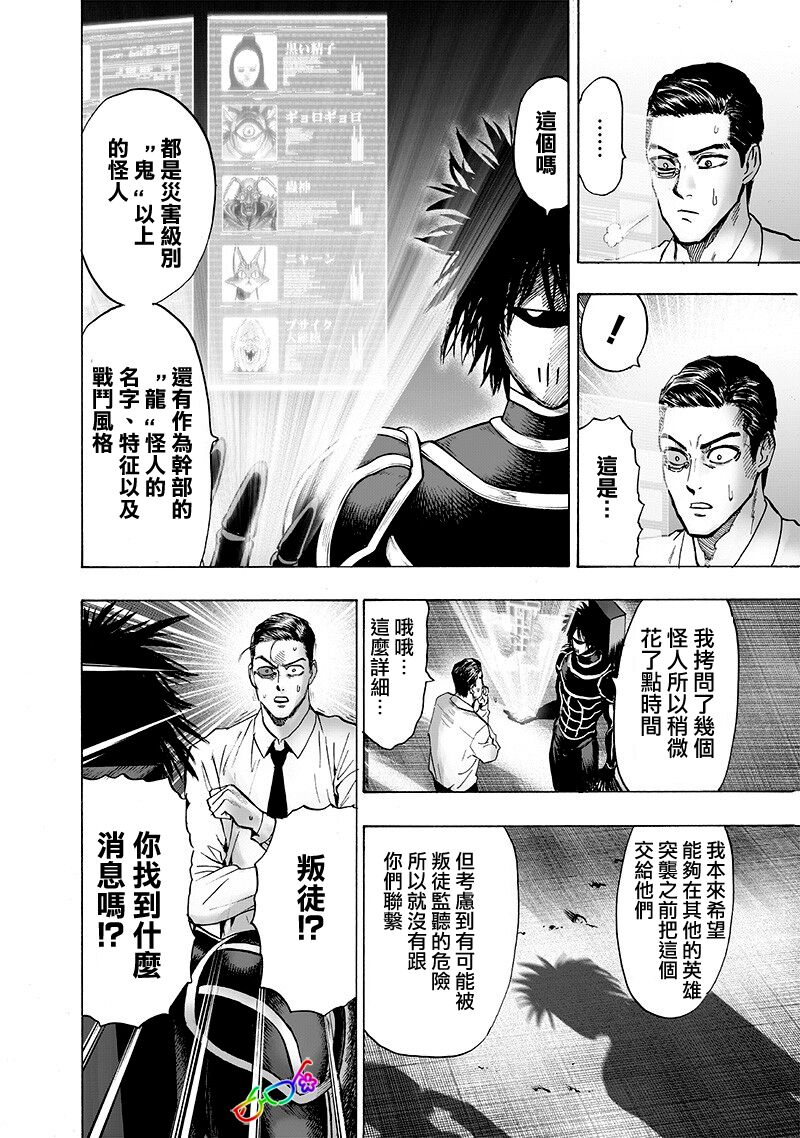 ……
!
這是…
這個嗎
都是災害級別
”鬼“以上
的怪人
還有作為幹部的
”龍“怪人的
名字、特征以及
戰鬥風格
黒い精子
ギョロギョロ
蟲神
ニャーン
ブサイク
我拷問了幾個
怪人所以稍微
花了點時間
哦哦…
這麼詳細…
我本來希望
能夠在其他的英雄
突襲之前把這個
交給他們
但考慮到有可能被
叛徒監聽的危險
所以就沒有跟
你們聯繫
叛徒!?
你找到什麼
消息嗎!?